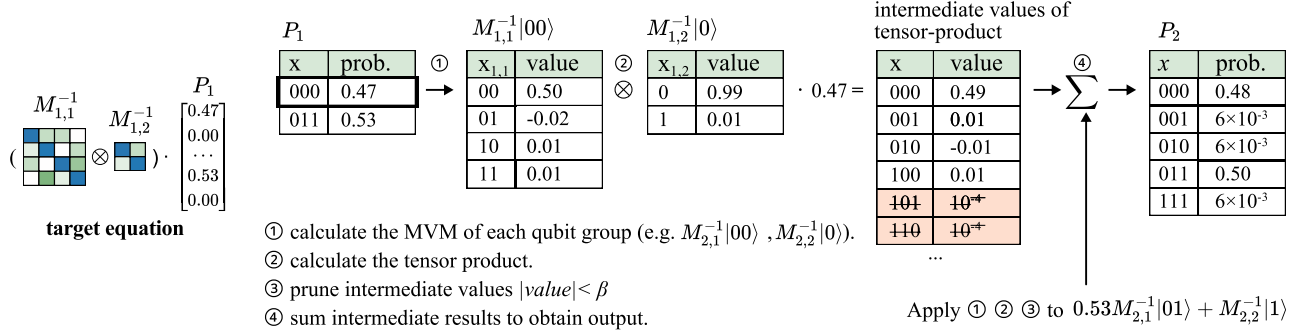 ( M_{1,1}^{-1} ⊗ M_{1,2}^{-1} ) · P_1
0.47
0.00
...
0.53
0.00
target equation
P_1
x prob.
000 0.47
011 0.53
①
M_{1,1}^{-1}|00⟩
x_{1,1} value
00 0.50
01 -0.02
10 0.01
11 0.01
②
⊗
M_{1,2}^{-1}|0⟩
x_{1,2} value
0 0.99
1 0.01
· 0.47 =
intermediate values of
tensor-product
x value
000 0.49
001 0.01
010 -0.01
100 0.01
101 10^{-4}
110 10^{-4}
...
④
∑
P_2
x prob.
000 0.48
001 6×10^{-3}
010 6×10^{-3}
011 0.50
111 6×10^{-3}
① calculate the MVM of each qubit group (e.g. M_{2,1}^{-1}|00⟩ , M_{2,2}^{-1}|0⟩).
② calculate the tensor product.
③ prune intermediate values |value|< β
④ sum intermediate results to obtain output.
Apply ① ② ③ to 0.53M_{2,1}^{-1}|01⟩ + M_{2,2}^{-1}|1⟩